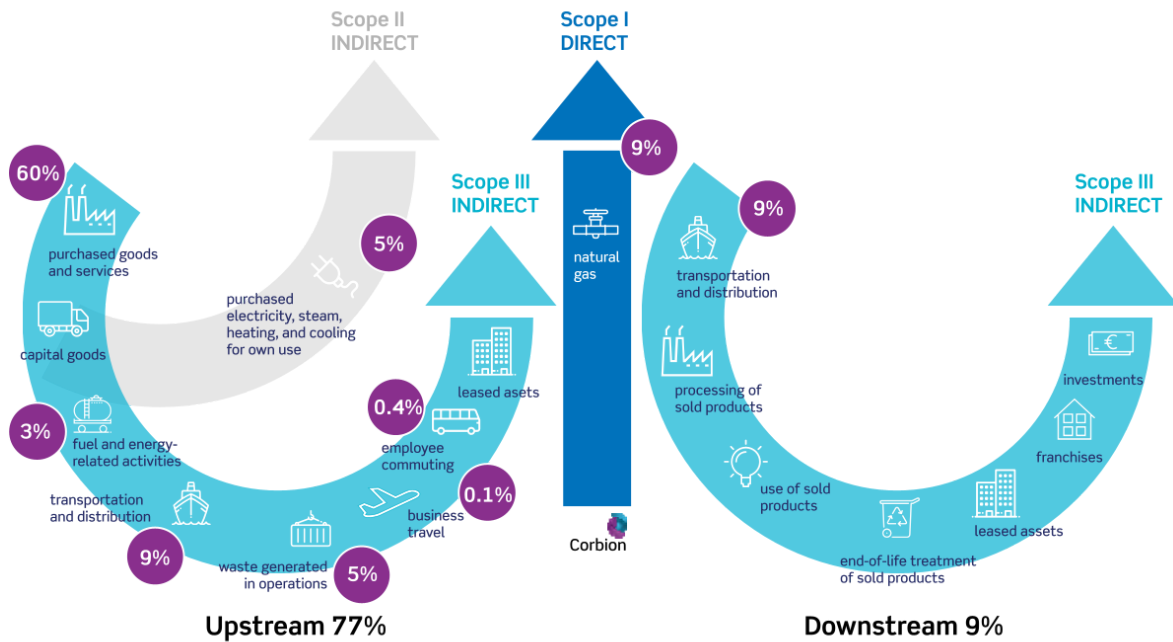 Scope II
INDIRECT
Scope I
DIRECT
60%
9%
Scope III
INDIRECT
9%
Scope III
INDIRECT
purchased goods
and services
5%
natural
gas
transportation
and distribution
purchased
electricity, steam,
heating, and cooling
for own use
capital goods
leased asets
processing of
sold products
investments
3%
fuel and energy-
related activities
0.4%
employee
commuting
franchises
transportation
and distribution
0.1%
business
travel
use of sold
products
leased assets
9%
waste generated
in operations
5%
Corbion
end-of-life treatment
of sold products
Upstream 77%
Downstream 9%
€